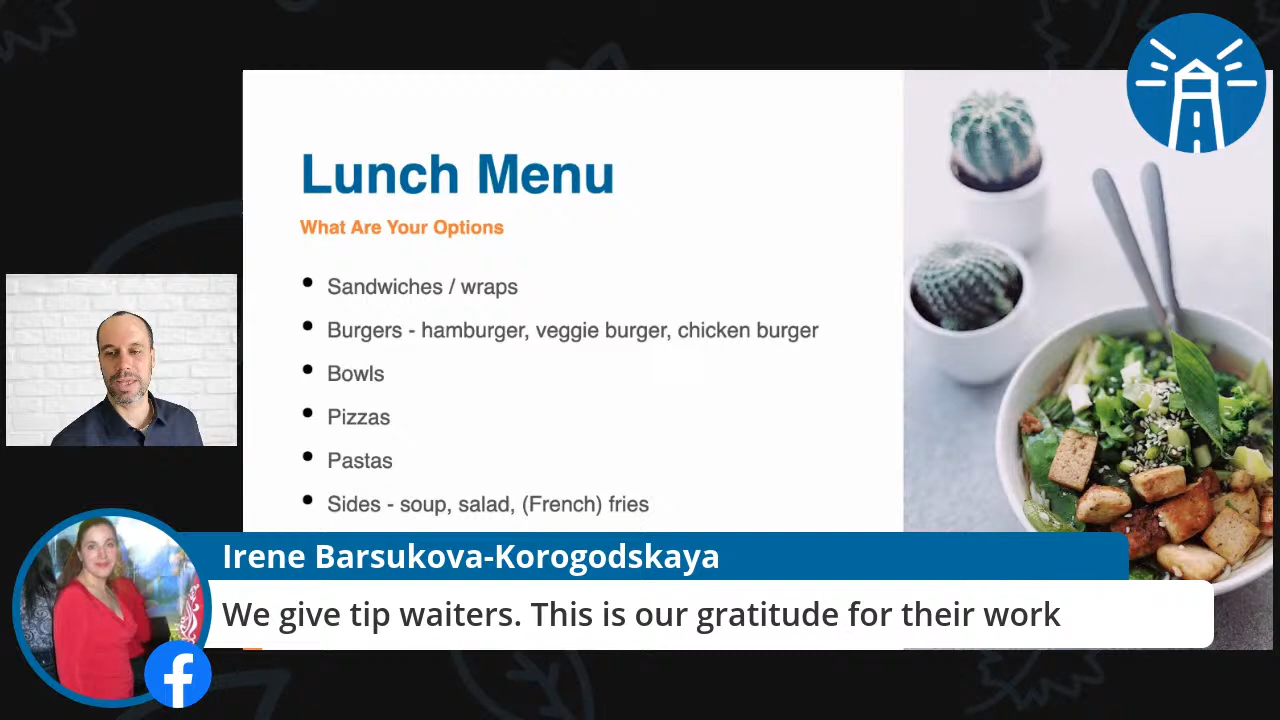 Lunch Menu
What Are Your Options
Sandwiches / wraps
Burgers - hamburger, veggie burger, chicken burger
Bowls
Pizzas
Pastas
Sides - soup, salad, (French) fries
Irene Barsukova-Korogodskaya
We give tip waiters. This is our gratitude for their work